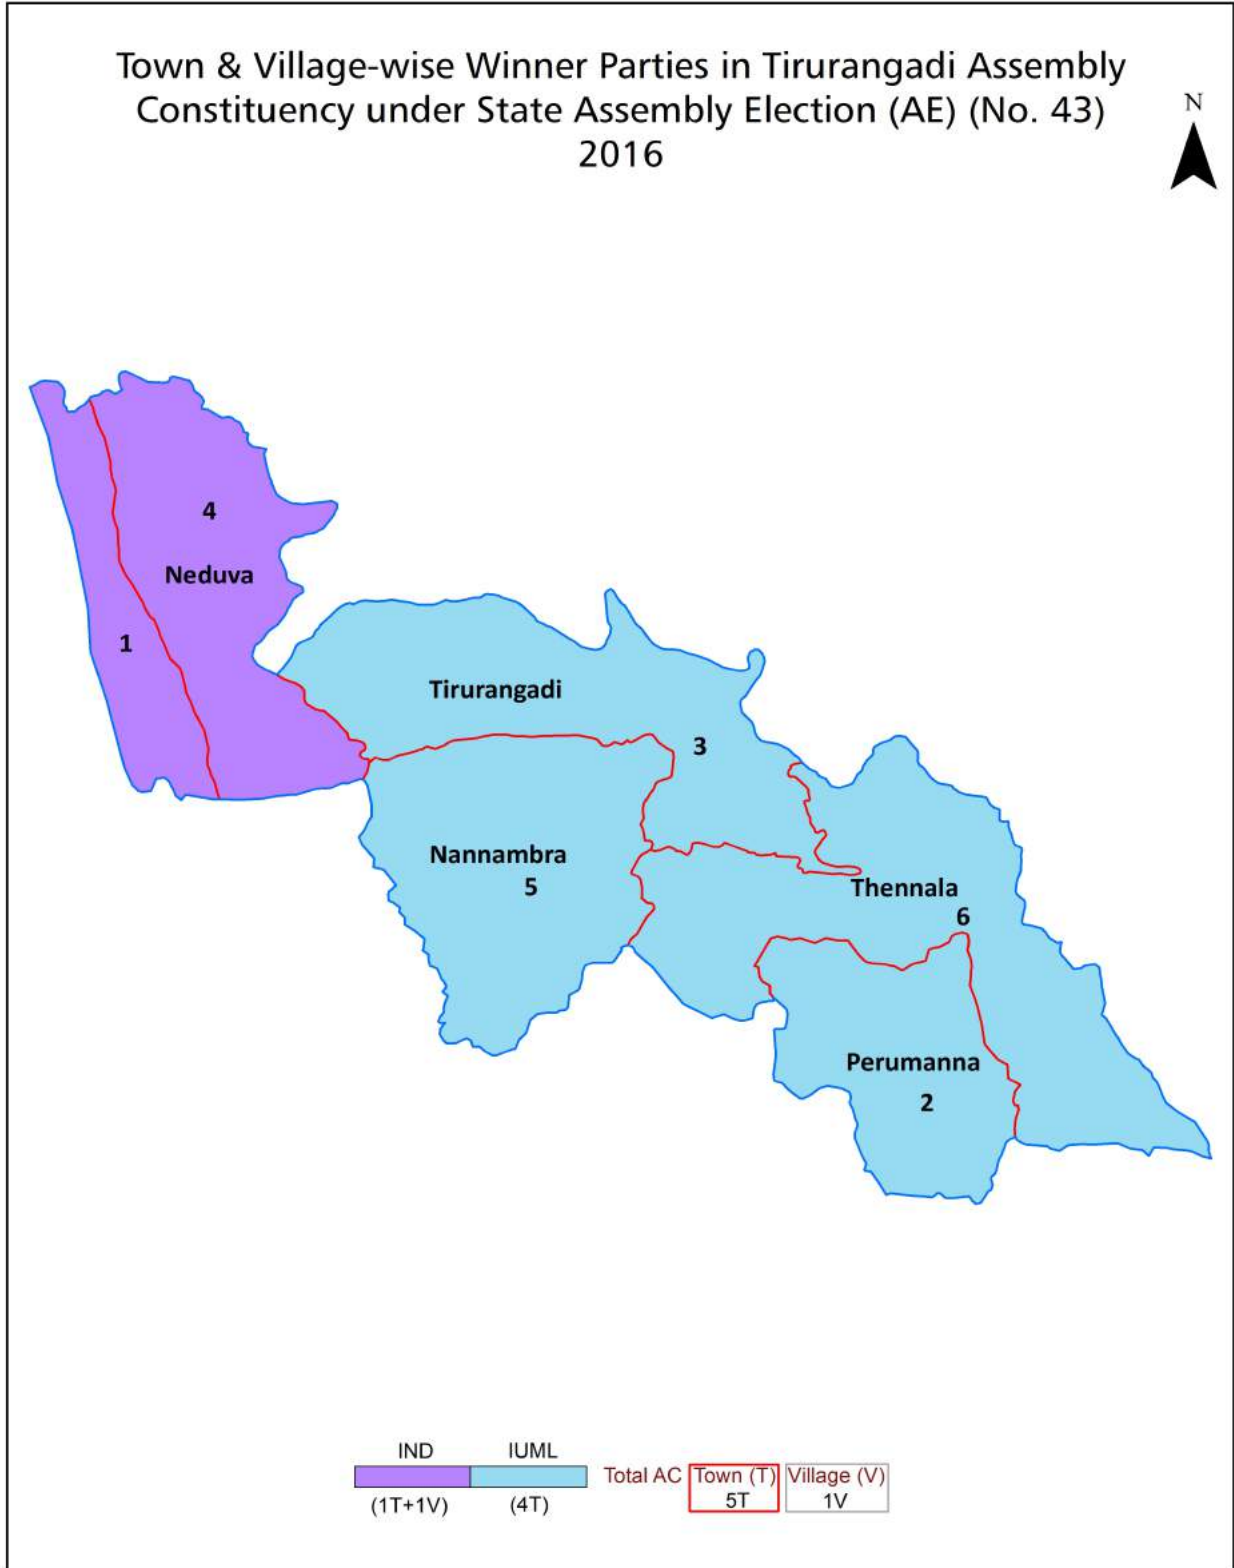 Town & Village-wise Winner Parties in Tirurangadi Assembly
Constituency under State Assembly Election (AE) (No. 43)
2016
N
4
Neduva
1
Tirurangadi
3
Nannambra
5
Thennala
6
Perumanna
2
IND IUML
Total AC Town (T) Village (V)
(1T+1V) (4T) 5T 1V